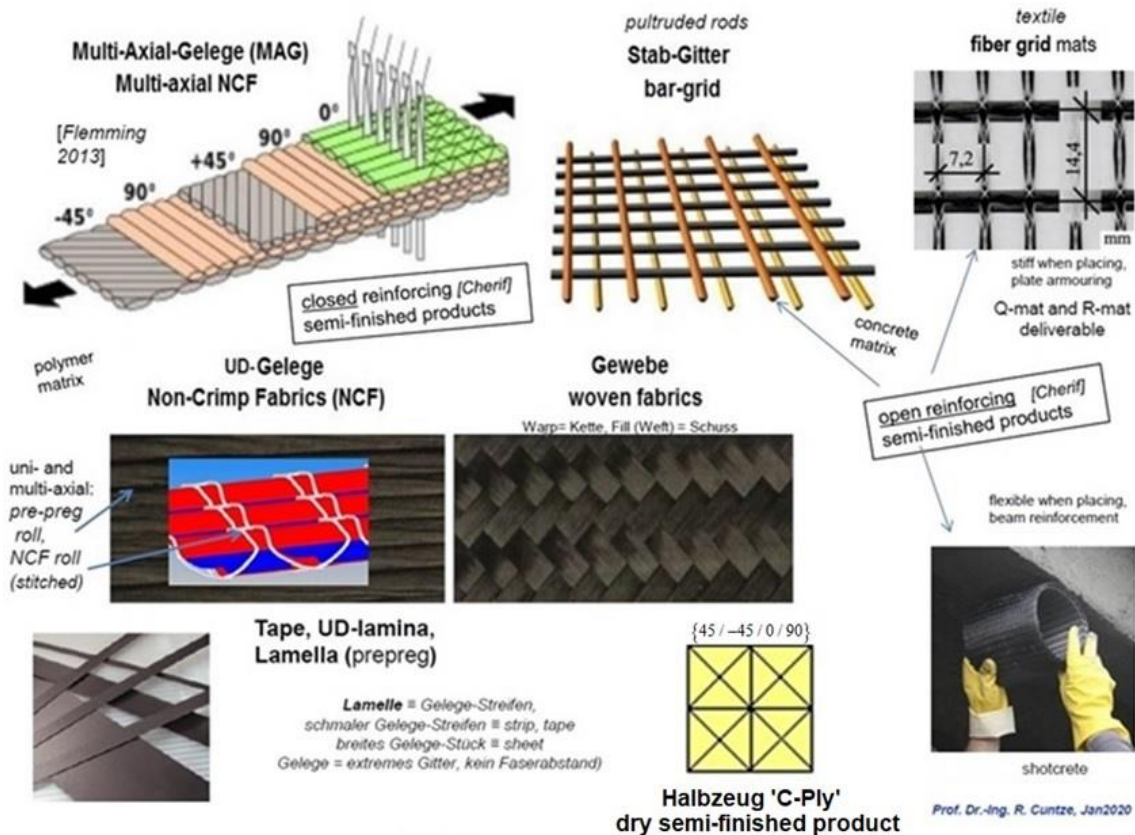 Multi-Axial-Gelege (MAG)
Multi-axial NCF
[Flemming
2013]
-45°
90°
+45°
90°
0°
closed reinforcing [Cherif]
semi-finished products
polymer
matrix
pultruded rods
Stab-Gitter
bar-grid
concrete
matrix
textile
fiber grid mats
7,2
14,4
mm
stiff when placing,
plate armouring
Q-mat and R-mat
deliverable
open reinforcing [Cherif]
semi-finished products
UD-Gelege
Non-Crimp Fabrics (NCF)
Gewebe
woven fabrics
Warp= Kette, Fill (Weft) = Schuss
uni- and
multi-axial:
pre-preg
roll,
NCF roll
(stitched)
flexible when placing,
beam reinforcement
Tape, UD-lamina,
Lamella (prepreg)
Lamelle = Gelege-Streifen,
schmaler Gelege-Streifen = strip, tape
breites Gelege-Stück = sheet
Gelege = extremes Gitter, kein Faserabstand)
{45 / −45 / 0 / 90}
Halbzeug 'C-Ply'
dry semi-finished product
shotcrete
Prof. Dr.-Ing. R. Cuntze, Jan2020